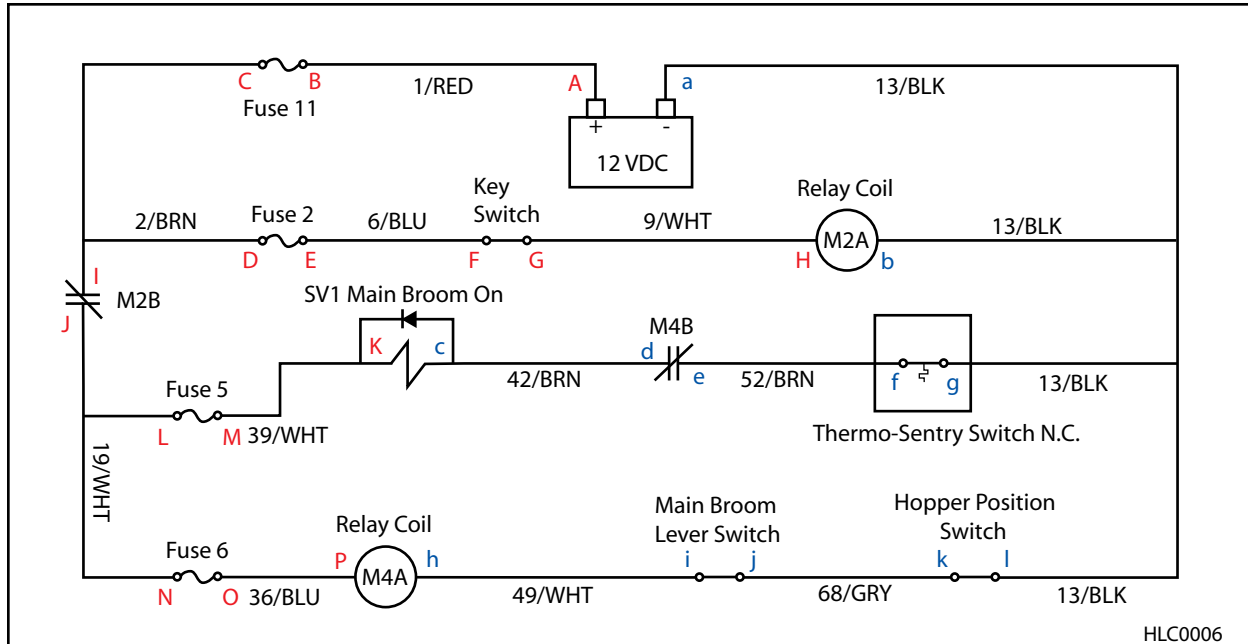 C B 1/RED A a 13/BLK
Fuse 11
+ -
12 VDC
Key
Switch
Relay Coil
2/BRN Fuse 2 6/BLU 9/WHT M2A 13/BLK
D E F G H b
I
M2B
J
SV1 Main Broom On
K c
M4B
d e
42/BRN 52/BRN f g 13/BLK
Fuse 5
L M 39/WHT
Thermo-Sentry Switch N.C.
19/WHT
Relay Coil
Main Broom
Lever Switch
Hopper Position
Switch
Fuse 6
P M4A h i j k l
N O 36/BLU 49/WHT 68/GRY 13/BLK
HLC0006